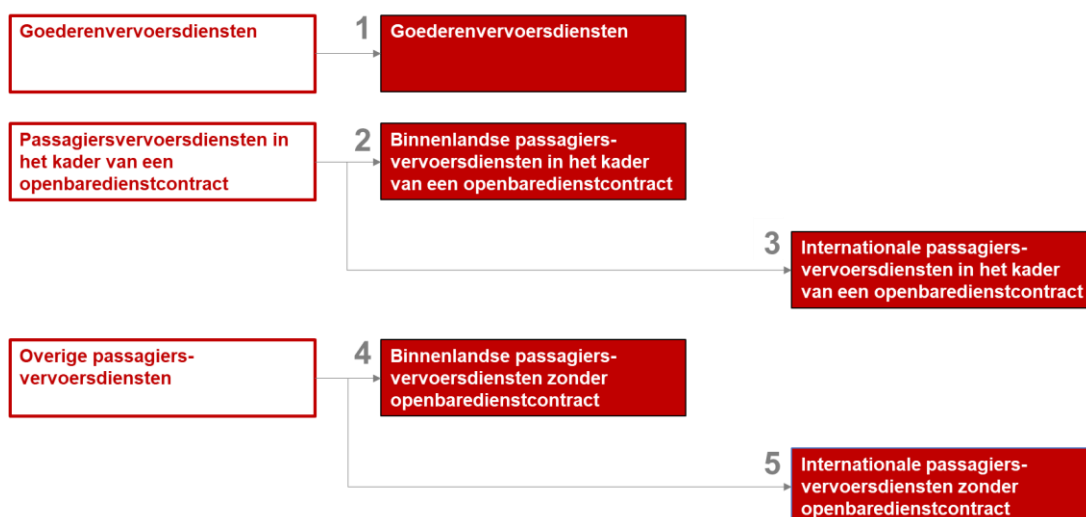 Goederenvervoersdiensten
1
Goederenvervoersdiensten
Passagiersvervoersdiensten in
het kader van een
openbaredienstcontract
2
Binnenlandse passagiers-
vervoersdiensten in het kader
van een openbaredienstcontract
3
Internationale passagiers-
vervoersdiensten in het kader
van een openbaredienstcontract
Overige passagiers-
vervoersdiensten
4
Binnenlandse passagiers-
vervoersdiensten zonder
openbaredienstcontract
5
Internationale passagiers-
vervoersdiensten zonder
openbaredienstcontract